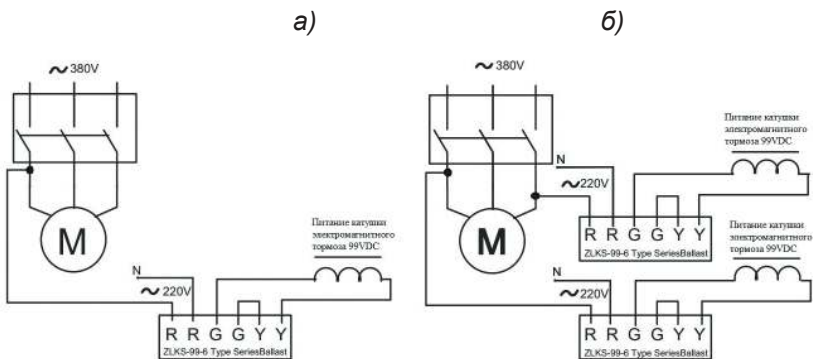 а)
б)
~380V
M
N
~220V
Питание катушки
электромагнитного
тормоза 99VDC
R R G G Y Y
ZLKS-99-6 Type SeriesBallast
~380V
M
N
~220V
Питание катушки
электромагнитного
тормоза 99VDC
R R G G Y Y
ZLKS-99-6 Type SeriesBallast
N
~220V
Питание катушки
электромагнитного
тормоза 99VDC
R R G G Y Y
ZLKS-99-6 Type SeriesBallast